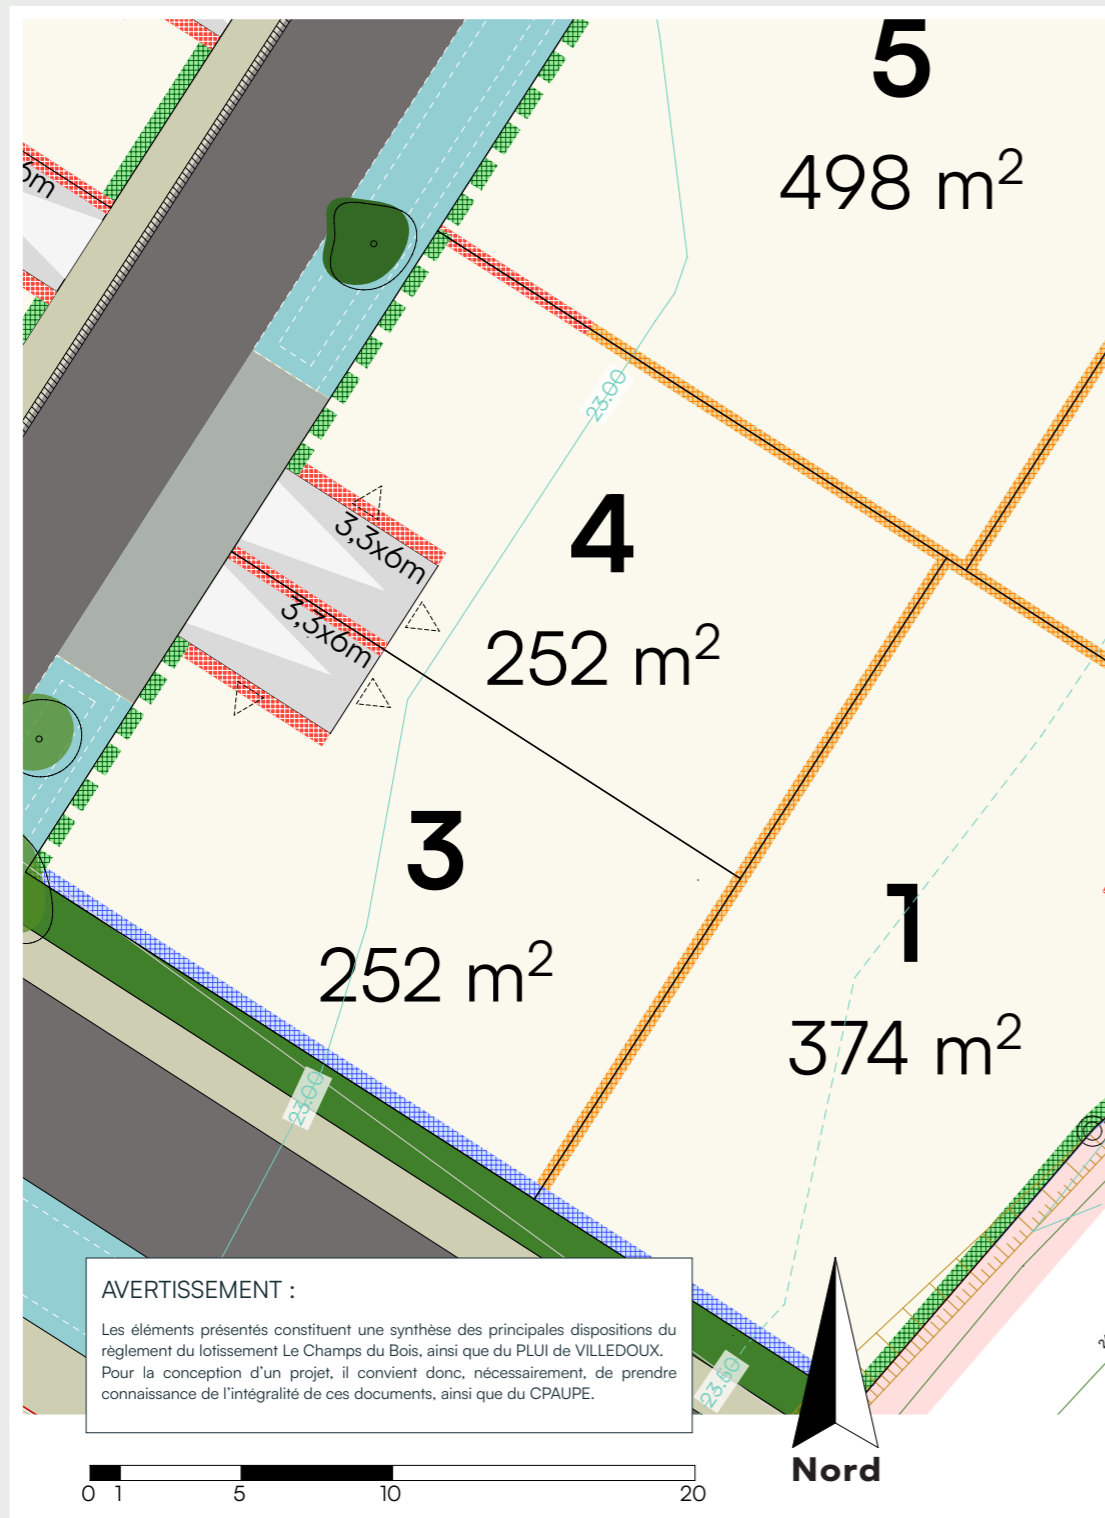 5
498 m²
23.00
4
3,3x6m
252 m²
3,3x6m
3
252 m²
1
374 m²
23.00
23.50
AVERTISSEMENT :
Les éléments présentés constituent une synthèse des principales dispositions du
règlement du lotissement Le Champs du Bois, ainsi que du PLUI de VILLEDOUX.
Pour la conception d'un projet, il convient donc, nécessairement, de prendre
connaissance de l'intégralité de ces documents, ainsi que du CPAUPE.
Nord
0 1 5 10 20